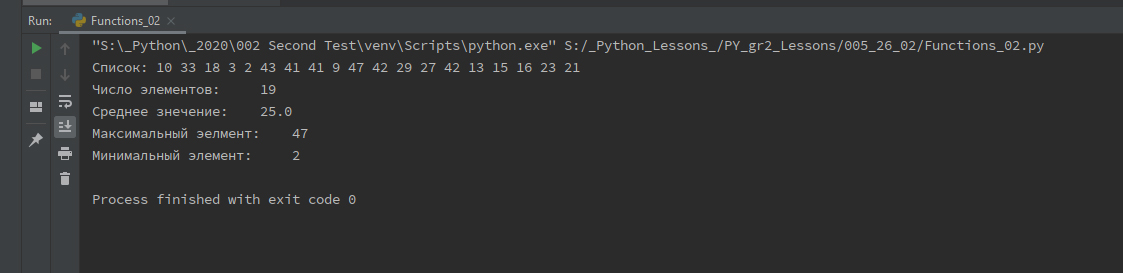 Run: Functions_02 ×
"S:\_Python\_2020\002 Second Test\venv\Scripts\python.exe" S:/_Python_Lessons_/PY_gr2_Lessons/005_26_02/Functions_02.py
Список: 10 33 18 3 2 43 41 41 9 47 42 29 27 42 13 15 16 23 21
Число элементов: 19
Среднее знечение: 25.0
Максимальный эелмент: 47
Минимальный элемент: 2
Process finished with exit code 0